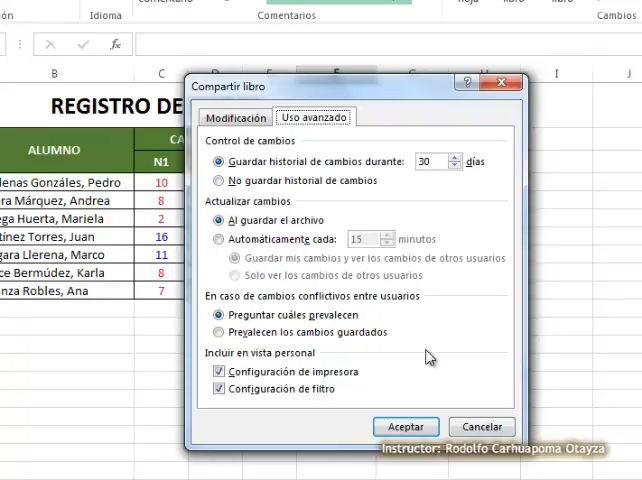 Idioma
Comentarios
Cambios
fx
B
C
I
J
Compartir libro
REGISTRO DE
Modificación
Uso avanzado
Control de cambios
Guardar historial de cambios durante: 30 días
No guardar historial de cambios
Actualizar cambios
Al guardar el archivo
Automáticamente cada: 15 minutos
Guardar mis cambios y ver los cambios de otros usuarios
Solo ver los cambios de otros usuarios
En caso de cambios conflictivos entre usuarios
Preguntar cuáles prevalecen
Prevalecen los cambios guardados
Incluir en vista personal
Configuración de impresora
Configuración de filtro
Aceptar
Cancelar
ALUMNO
CA
N1
denas Gonzáles, Pedro 10
era Márquez, Andrea 8
ega Huerta, Mariela 2
tínez Torres, Juan 16
gara Llerena, Marco 11
ce Bermúdez, Karla 8
nza Robles, Ana 7
Instructor: Rodolfo Carhuapoma Otayza